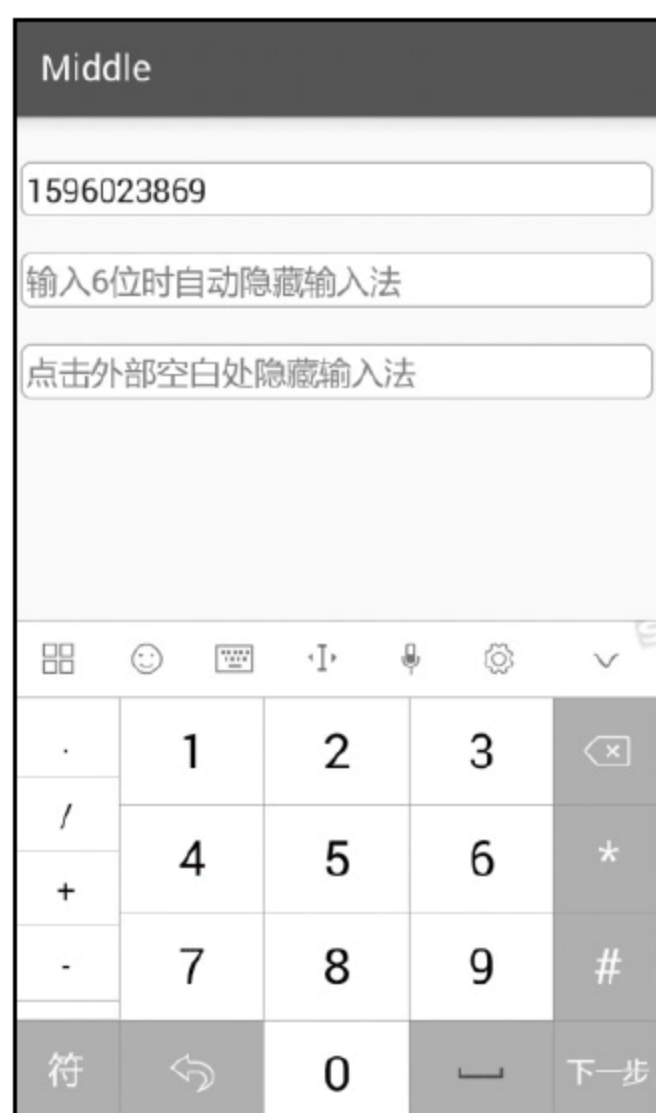 Middle
1596023869
输入6位时自动隐藏输入法
点击外部空白处隐藏输入法
. 1 2 3
/
4 5 6 *
+
- 7 8 9 #
符 0 下一步